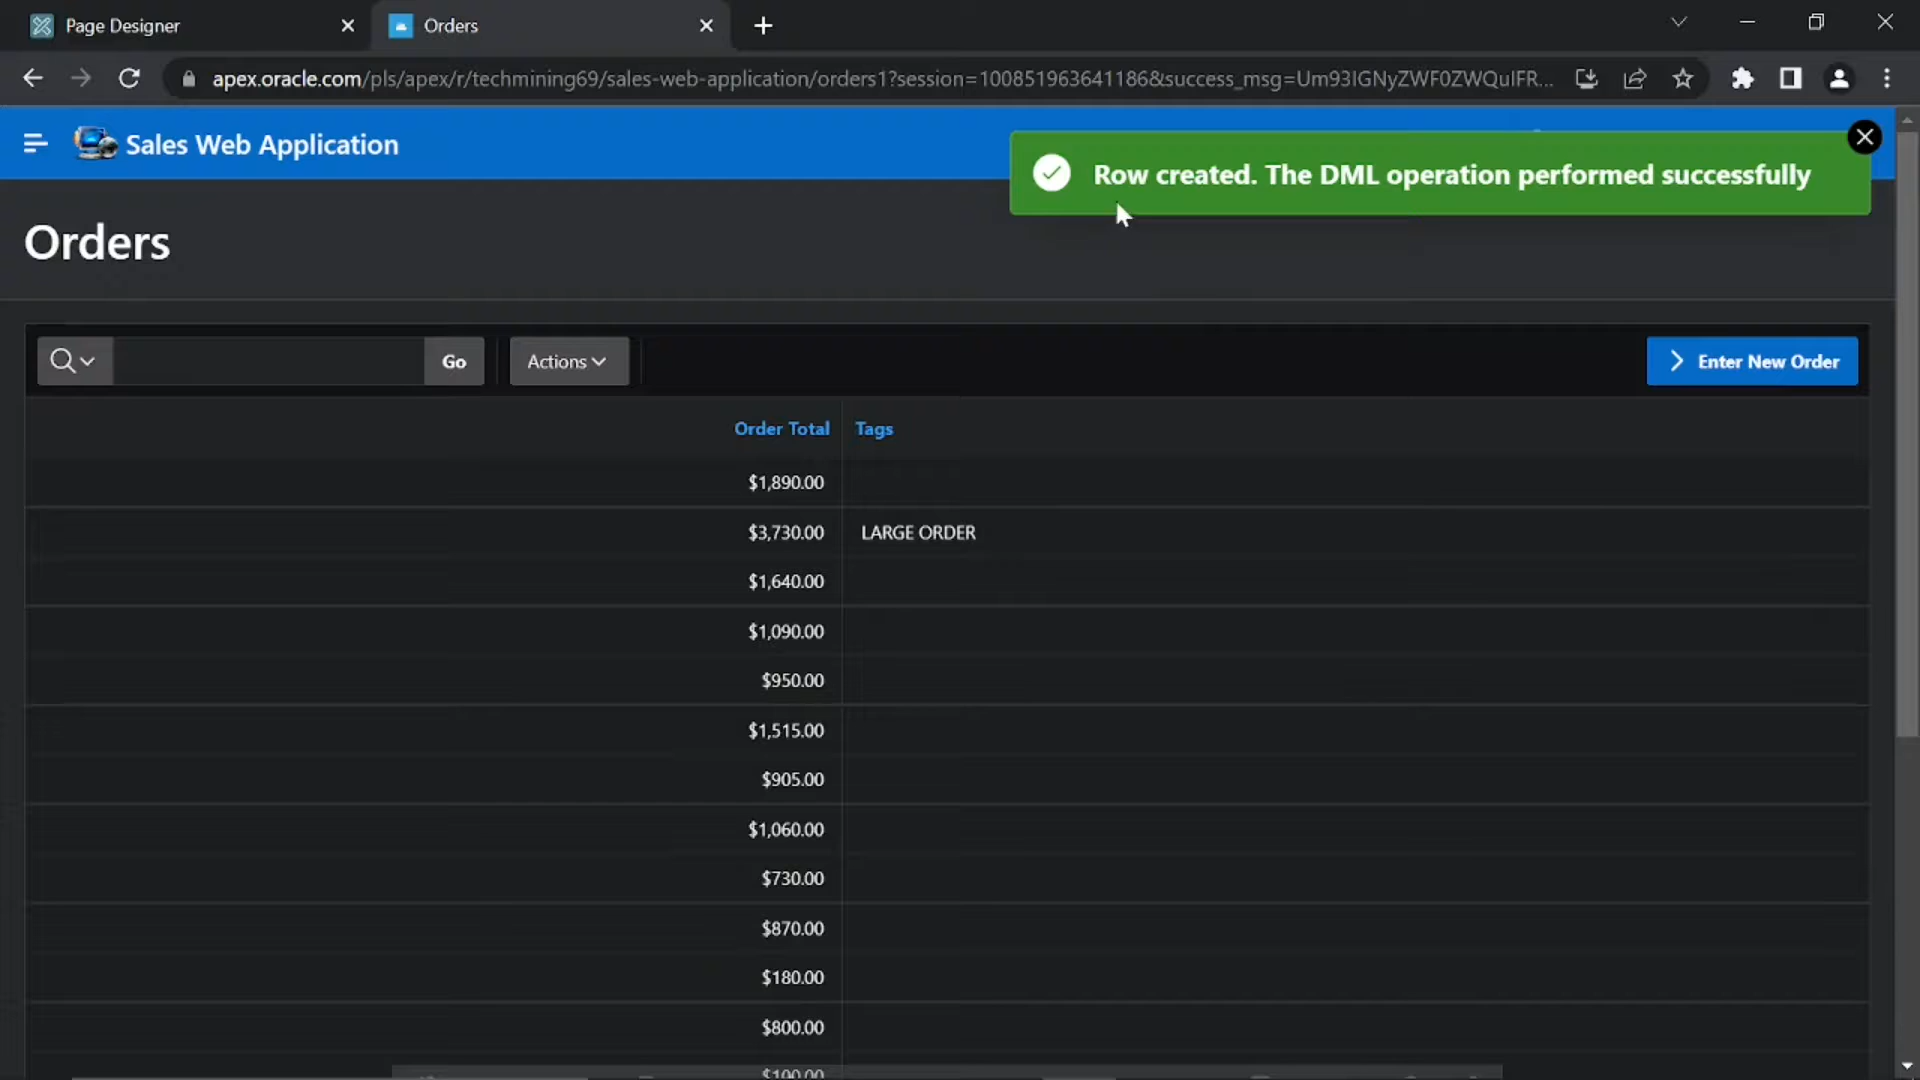 Page Designer
Orders
apex.oracle.com/pls/apex/r/techmining69/sales-web-application/orders1?session=100851963641186&success_msg=Um93IGNyZWF0ZWQuIFR...
Sales Web Application
Row created. The DML operation performed successfully
Orders
Go
Actions
Enter New Order
Order Total Tags
$1,890.00
$3,730.00 LARGE ORDER
$1,640.00
$1,090.00
$950.00
$1,515.00
$905.00
$1,060.00
$730.00
$870.00
$180.00
$800.00
$100.00